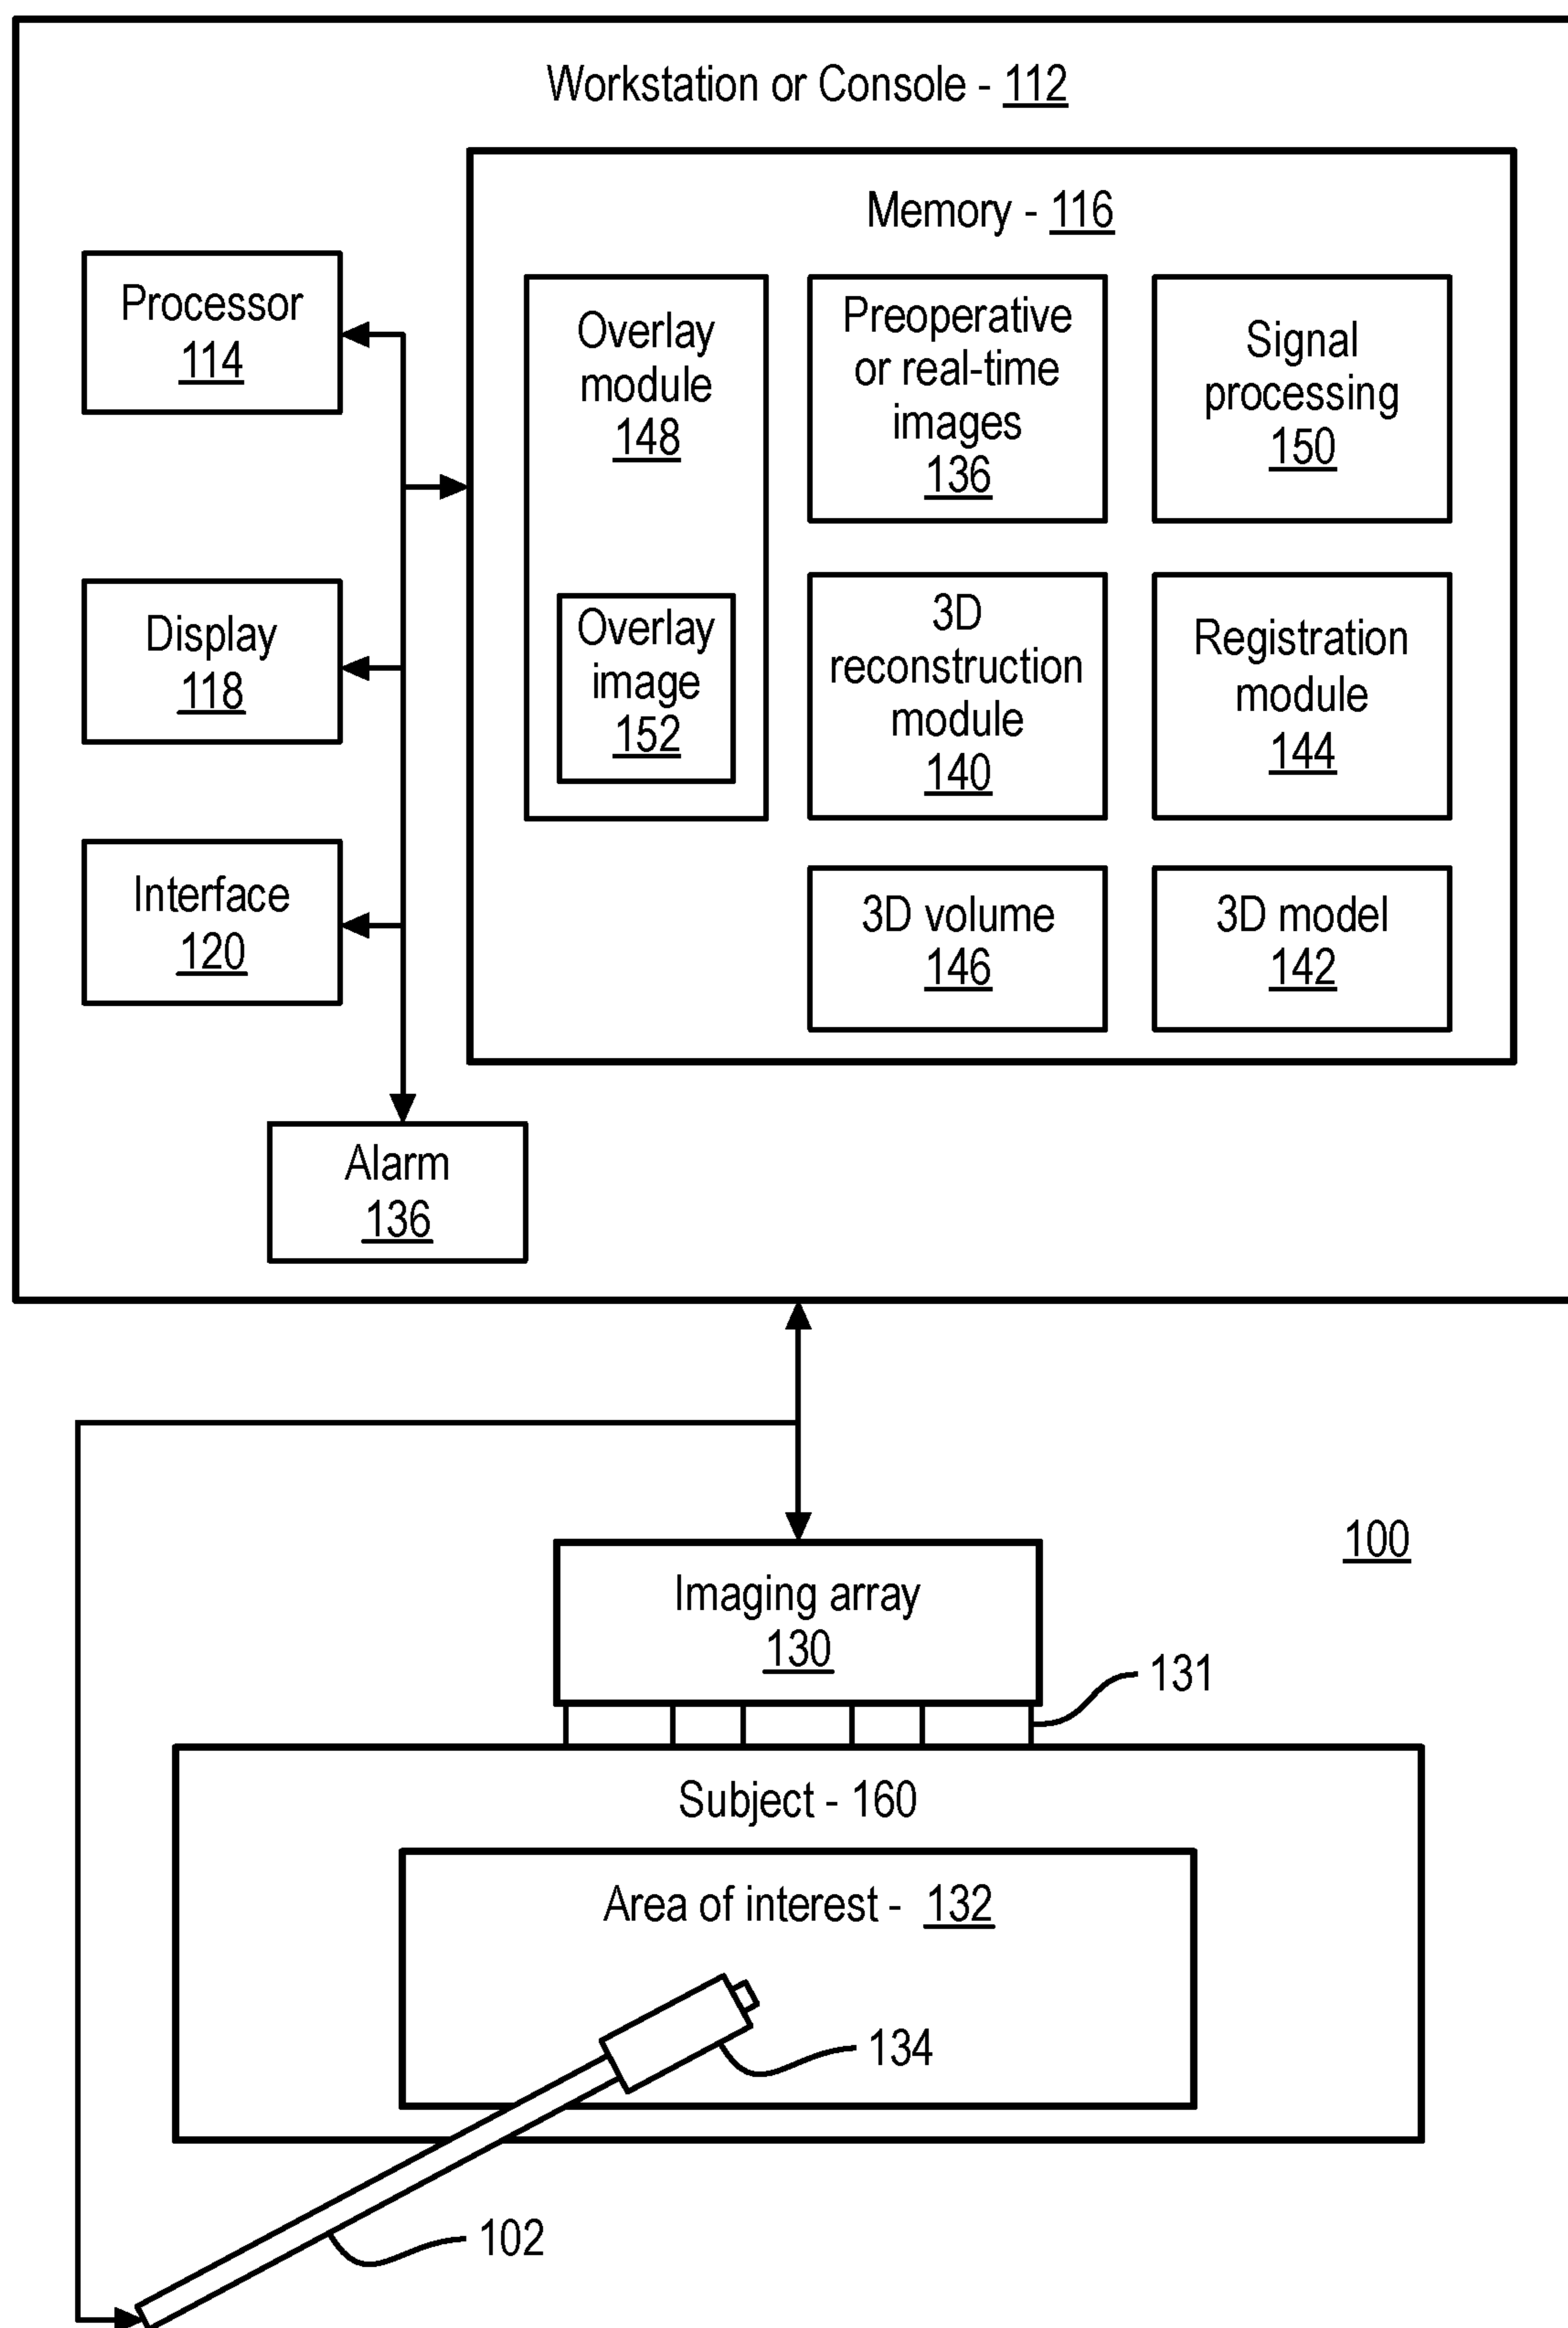 Workstation or Console - 112
Memory - 116
Processor
114
Overlay
module
148
Preoperative
or real-time
images
136
Signal
processing
150
Display
118
Overlay
image
152
3D
reconstruction
module
140
Registration
module
144
Interface
120
3D volume
146
3D model
142
Alarm
136
100
Imaging array
130
131
Subject - 160
Area of interest - 132
134
102